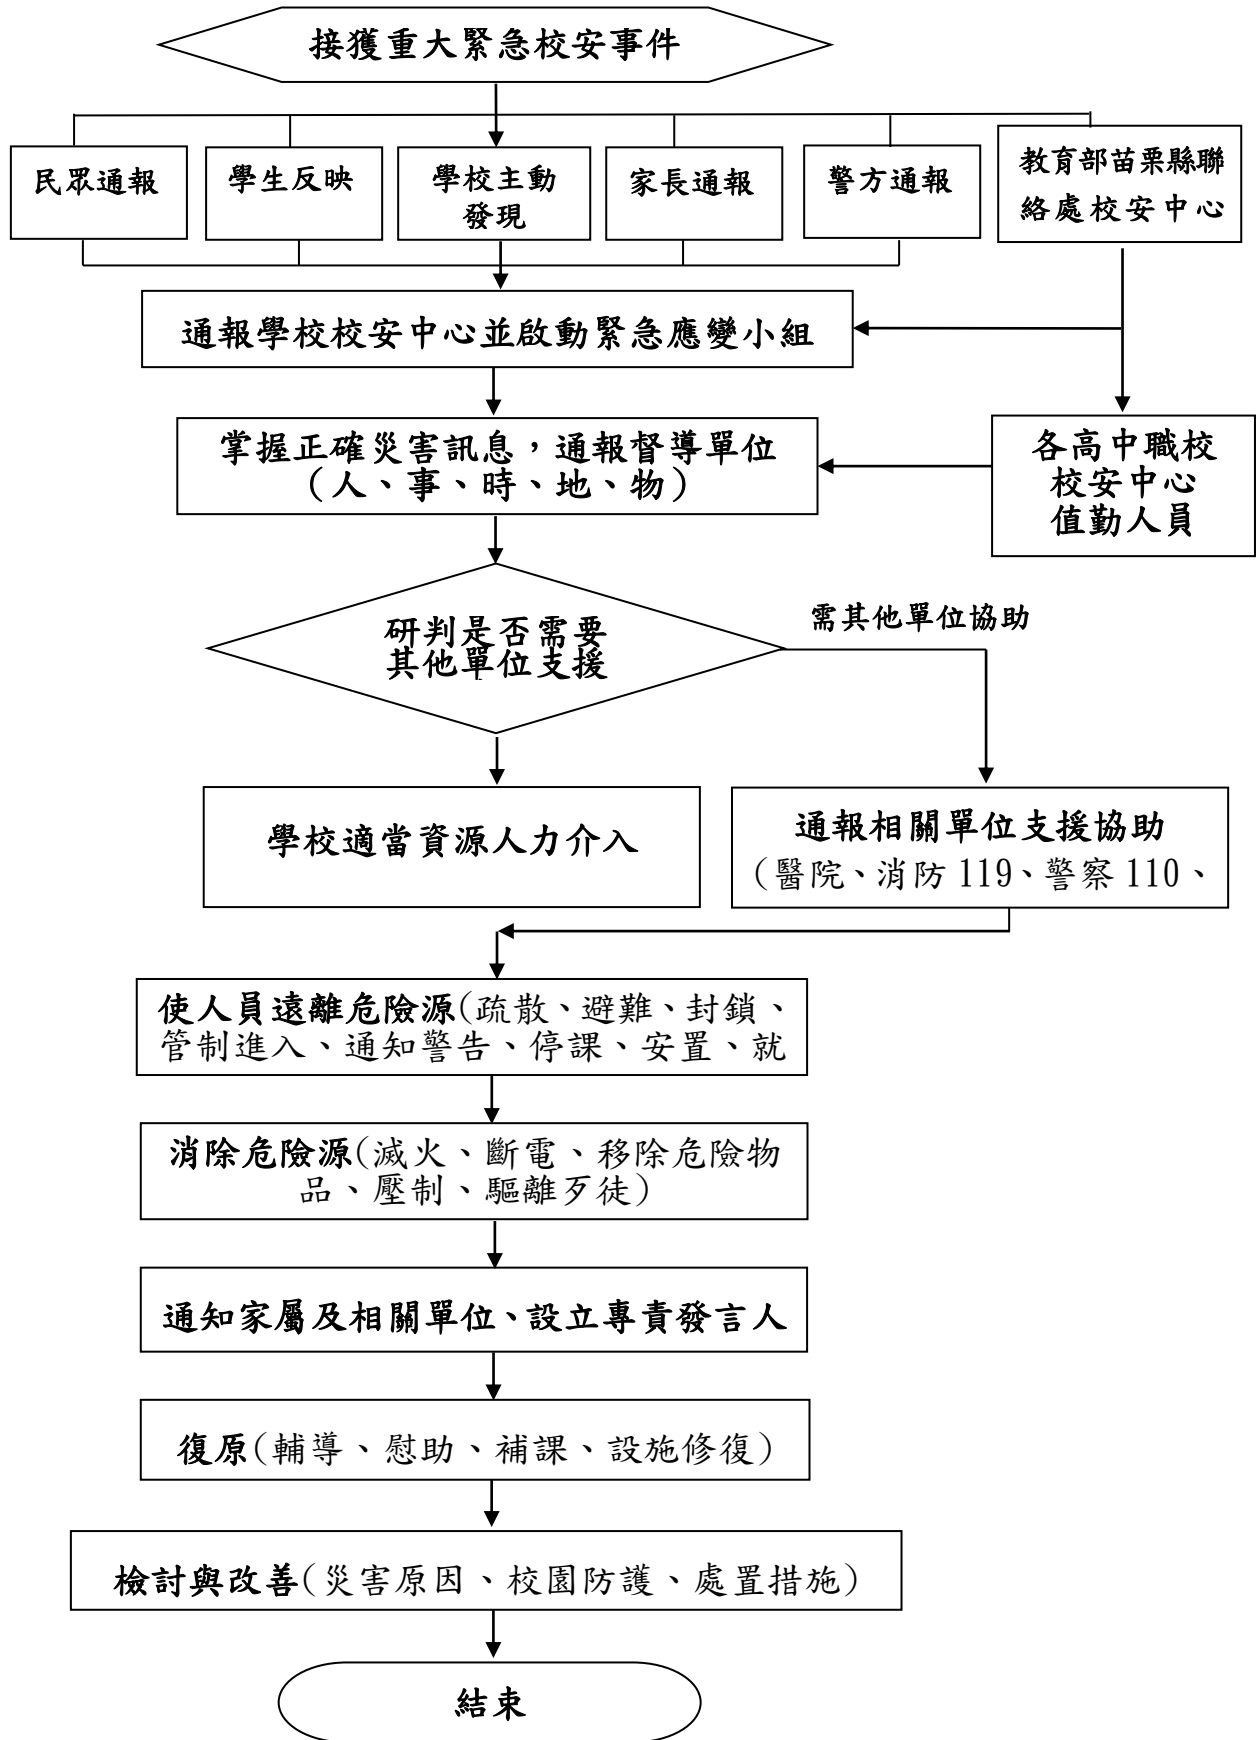 接獲重大緊急校安事件
民眾通報
學生反映
學校主動
發現
家長通報
警方通報
教育部苗栗縣聯
絡處校安中心
通報學校校安中心並啟動緊急應變小組
掌握正確災害訊息，通報督導單位
（人、事、時、地、物）
各高中職校
校安中心
值勤人員
研判是否需要
其他單位支援
需其他單位協助
學校適當資源人力介入
通報相關單位支援協助
（醫院、消防 119、警察 110、
使人員遠離危險源(疏散、避難、封鎖、
管制進入、通知警告、停課、安置、就
消除危險源(滅火、斷電、移除危險物
品、壓制、驅離歹徒)
通知家屬及相關單位、設立專責發言人
復原(輔導、慰助、補課、設施修復)
檢討與改善(災害原因、校園防護、處置措施)
結束